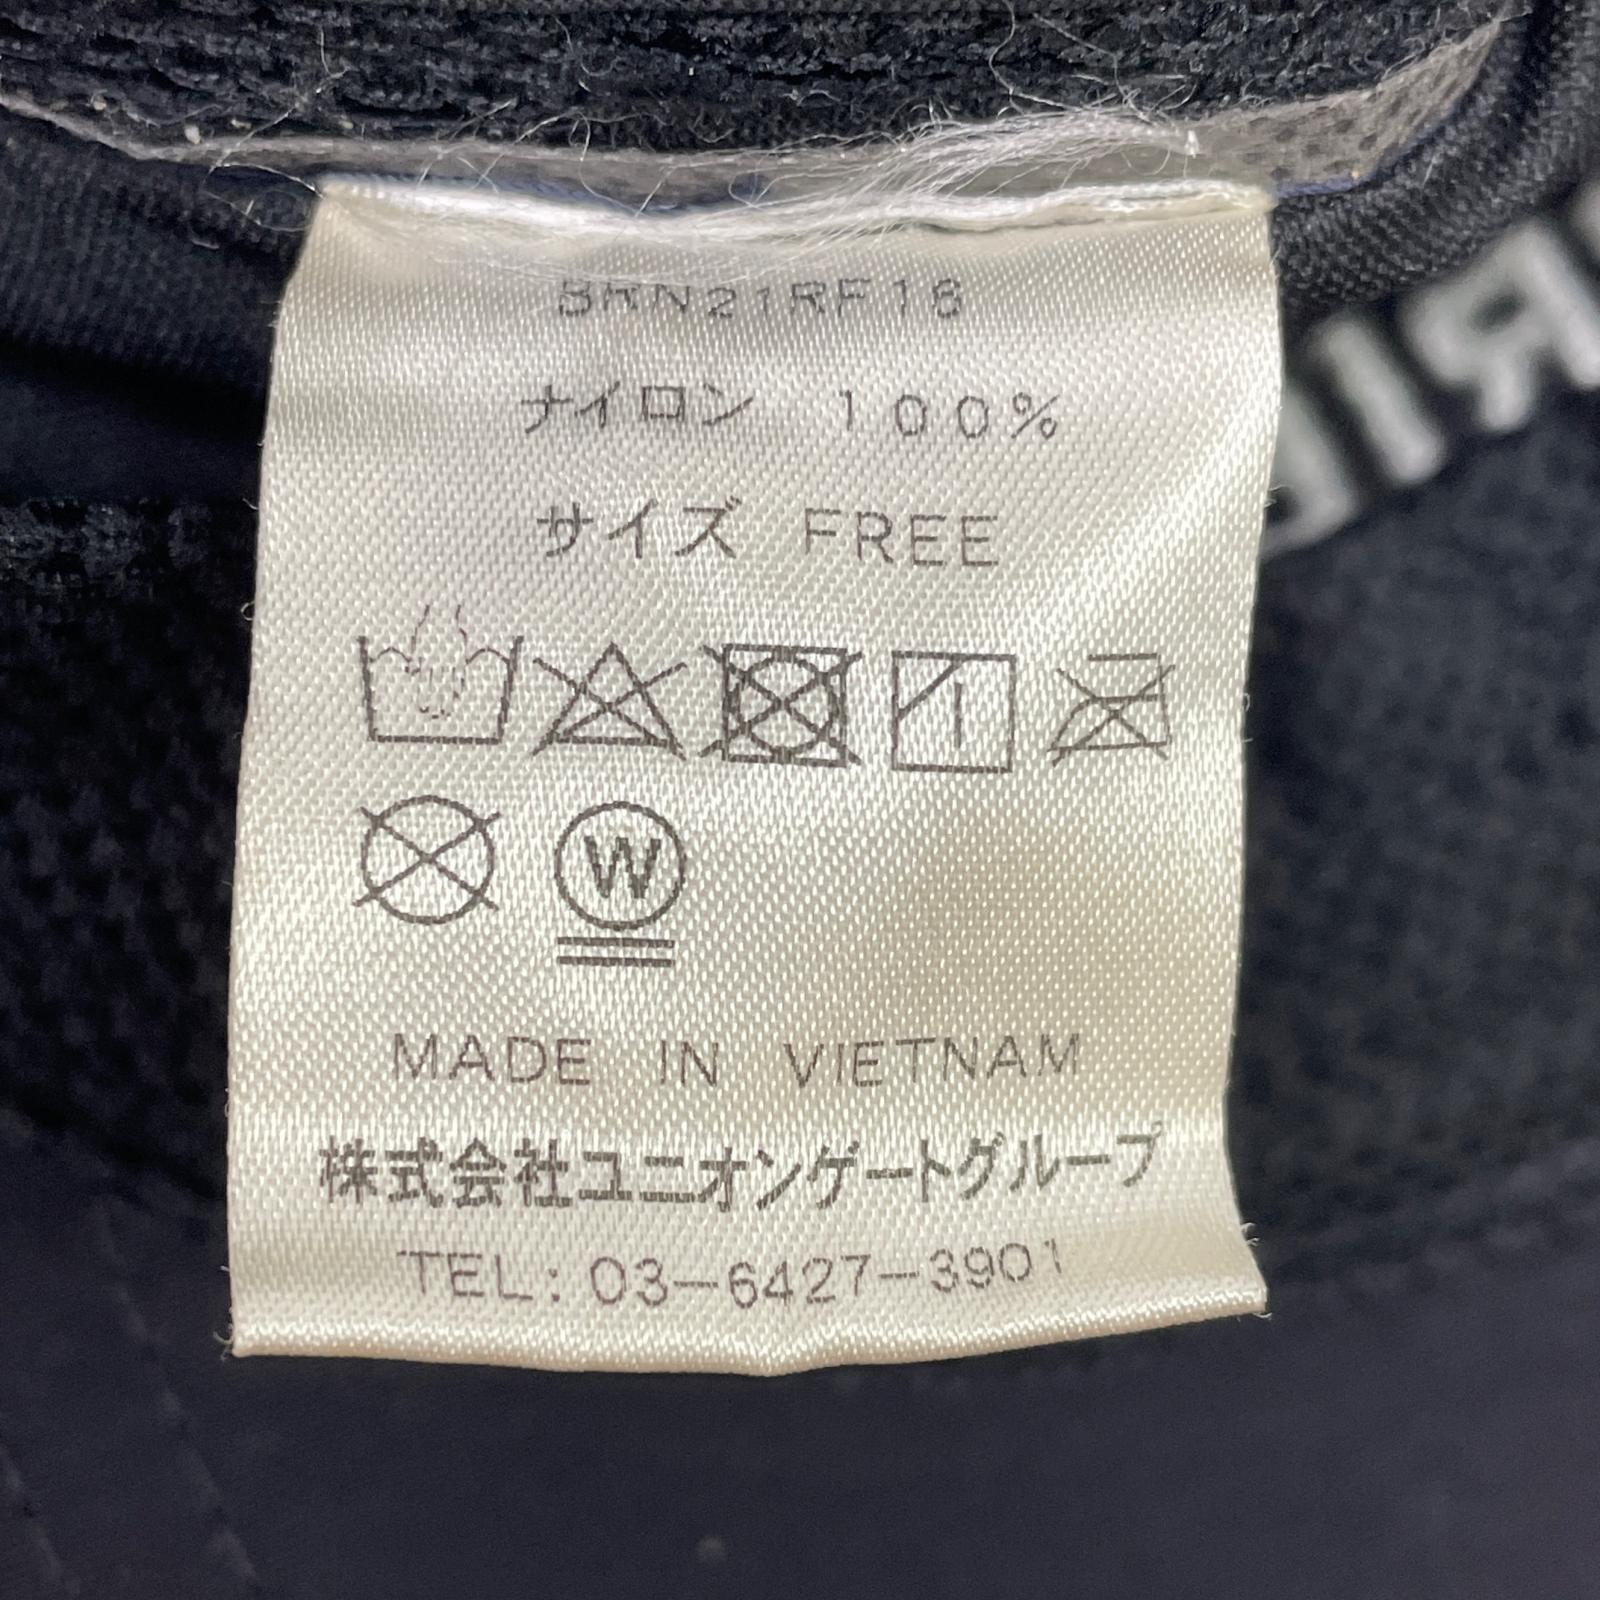 BRN21RF18
ナイロン 100%
サイズ FREE
W
MADE IN VIETNAM
株式会社ユニオンゲートグループ
TEL: 03-6427-3901